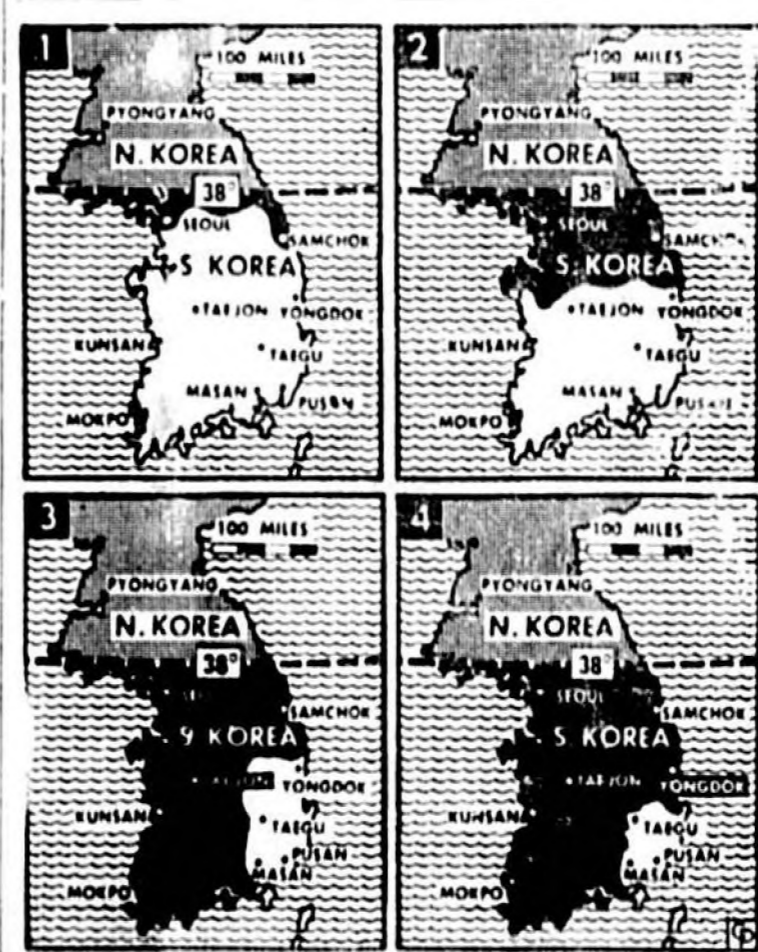 1
100 MILES
PYONGYANG
N. KOREA
38°
SEOUL
SAMCHOK
S. KOREA
TAEJON YONGDOK
KUNSAN
TAEGU
MASAN
PUSAN
MOKPO
2
100 MILES
PYONGYANG
N. KOREA
38°
SEOUL
SAMCHOK
S. KOREA
TAEJON YONGDOK
KUNSAN
TAEGU
MASAN
MOKPO
3
100 MILES
PYONGYANG
N. KOREA
38°
SAMCHOK
KOREA
YONGDOK
KUNSAN
TAEGU
PUSAN
MASAN
MOKPO
4
100 MILES
PYONGYANG
N. KOREA
38°
SEOUL
SAMCHOK
S. KOREA
TAEJON YONGDOK
KUNSAN
TAEGU
PUSAN
MASAN
MOKPO